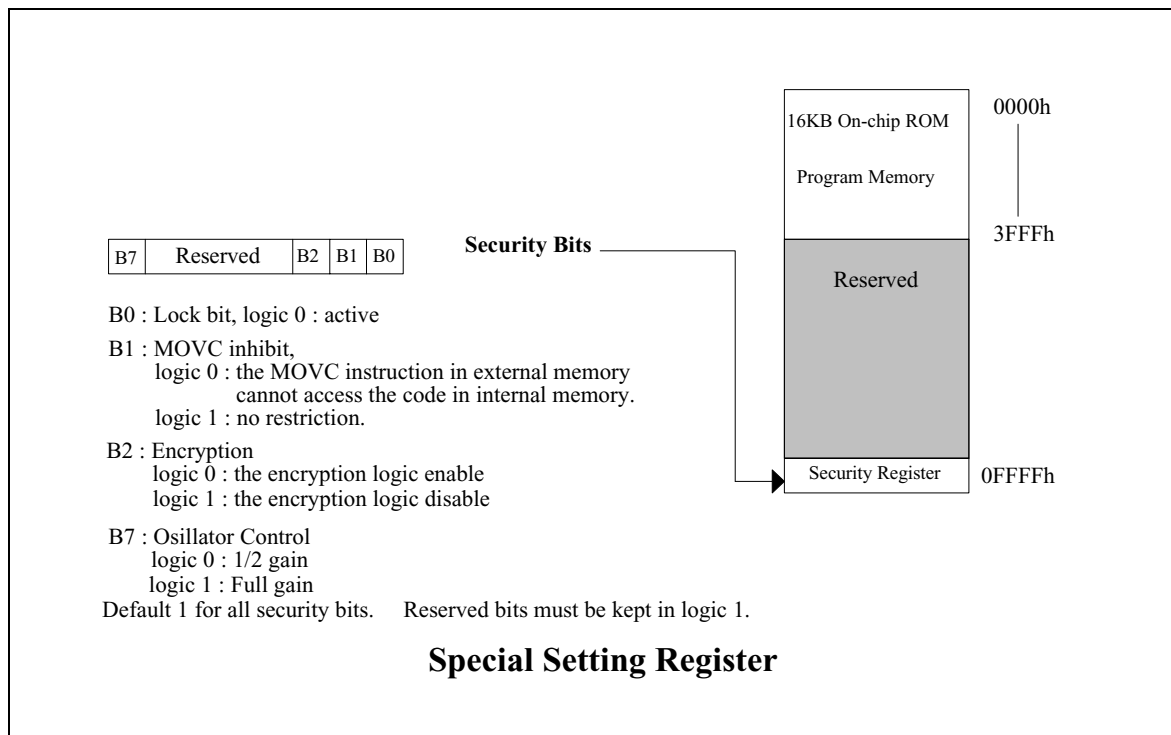 0000h
16KB On-chip ROM
Program Memory
3FFFh
Security Bits
B7 Reserved B2 B1 B0
Reserved
B0 : Lock bit, logic 0 : active
B1 : MOVC inhibit,
logic 0 : the MOVC instruction in external memory
cannot access the code in internal memory.
logic 1 : no restriction.
B2 : Encryption
logic 0 : the encryption logic enable
logic 1 : the encryption logic disable
Security Register
0FFFFh
B7 : Osillator Control
logic 0 : 1/2 gain
logic 1 : Full gain
Default 1 for all security bits. Reserved bits must be kept in logic 1.
Special Setting Register